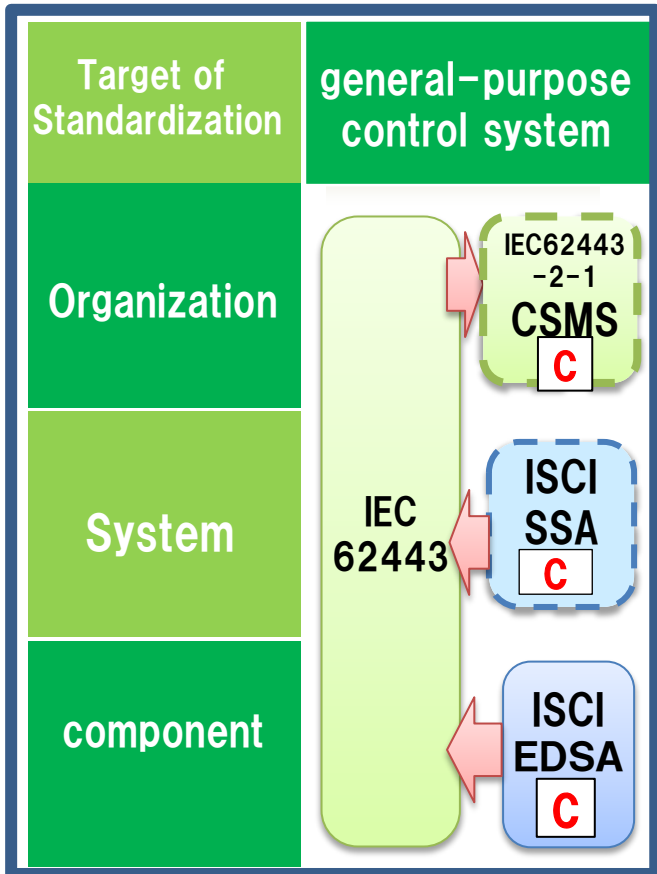 Target of
Standardization
general-purpose
control system
Organization
IEC62443
-2-1
CSMS
C
System
IEC
62443
ISCI
SSA
C
component
ISCI
EDSA
C